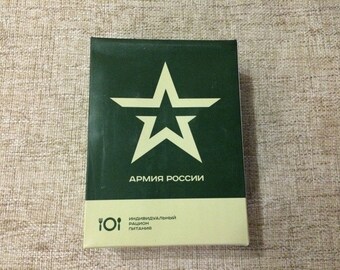 АРМИЯ РОССИИ
ИНДИВИДУАЛЬНЫЙ
РАЦИОН
ПИТАНИЯ